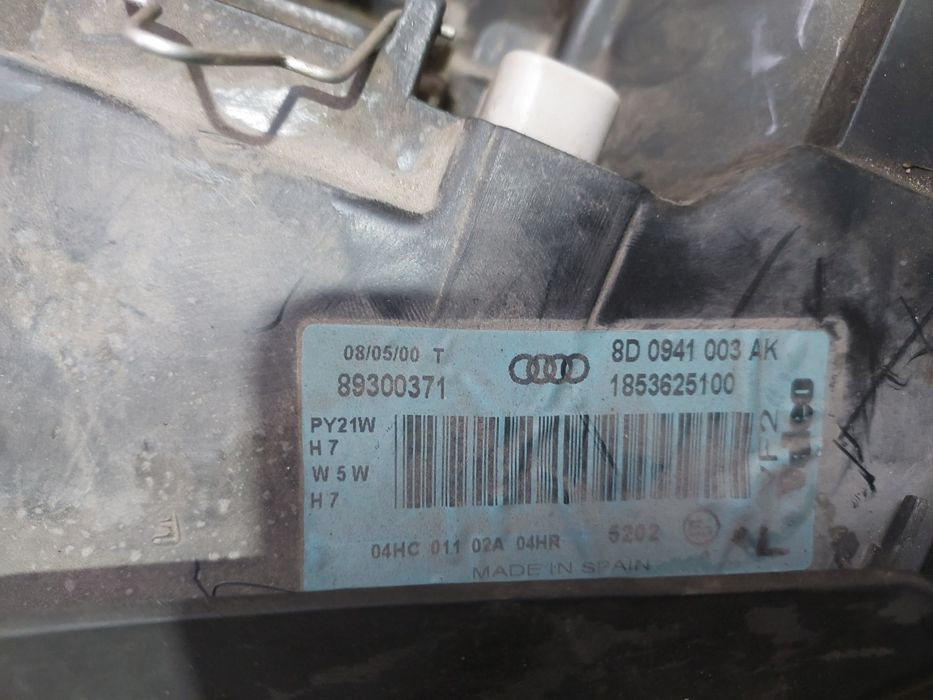 08/05/00 T
8D 0941 003 AK
89300371
1853625100
PY21W
H7
W5W
H7
Valeo
04HC 011 02A 04HR
5202
MADE IN SPAIN